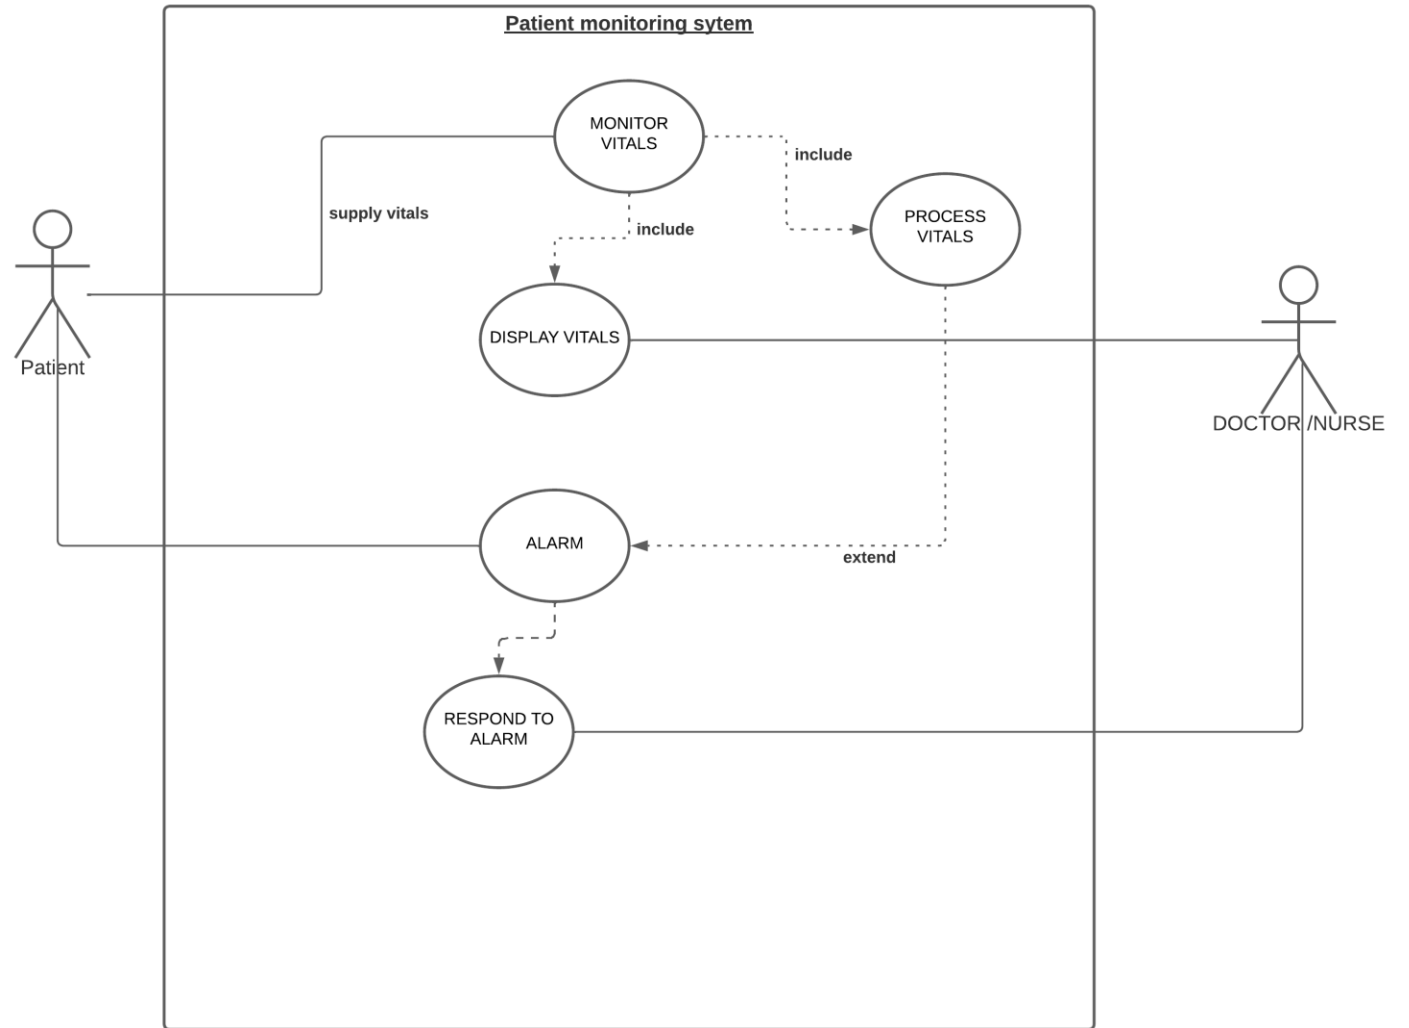 Patient monitoring sytem
MONITOR
VITALS
include
PROCESS
VITALS
supply vitals
include
DISPLAY VITALS
Patient
DOCTOR /NURSE
ALARM
extend
RESPOND TO
ALARM